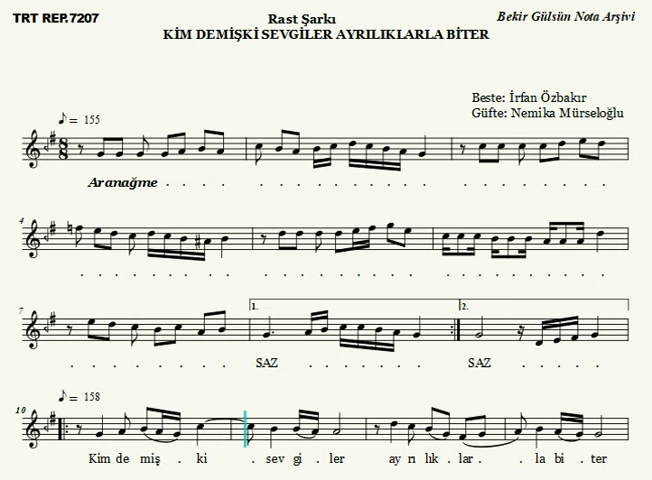 TRT REP.7207
Rast Şarkı
Bekir Gülsün Nota Arşivi
KİM DEMİŞKİ SEVGİLER AYRILIKLARLA BİTER
Beste: İrfan Özbakır
Güfte: Nemika Mürseloğlu
♪= 155
8
8
Aranağme . . . . . . . . . . . . . . . . .
4
. . . . . . . . . . . . . . . . . .
7
1.
2.
. . . . . . . SAZ . . . . . . SAZ . . . .
♪= 158
10
Kim de miş . ki . sev gi . ler ay rı lık . lar . . la bi . ter